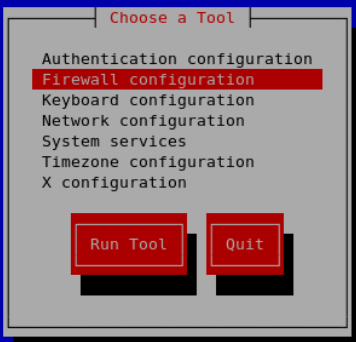 Choose a Tool
Authentication configuration
Firewall configuration
Keyboard configuration
Network configuration
System services
Timezone configuration
X configuration
Run Tool Quit